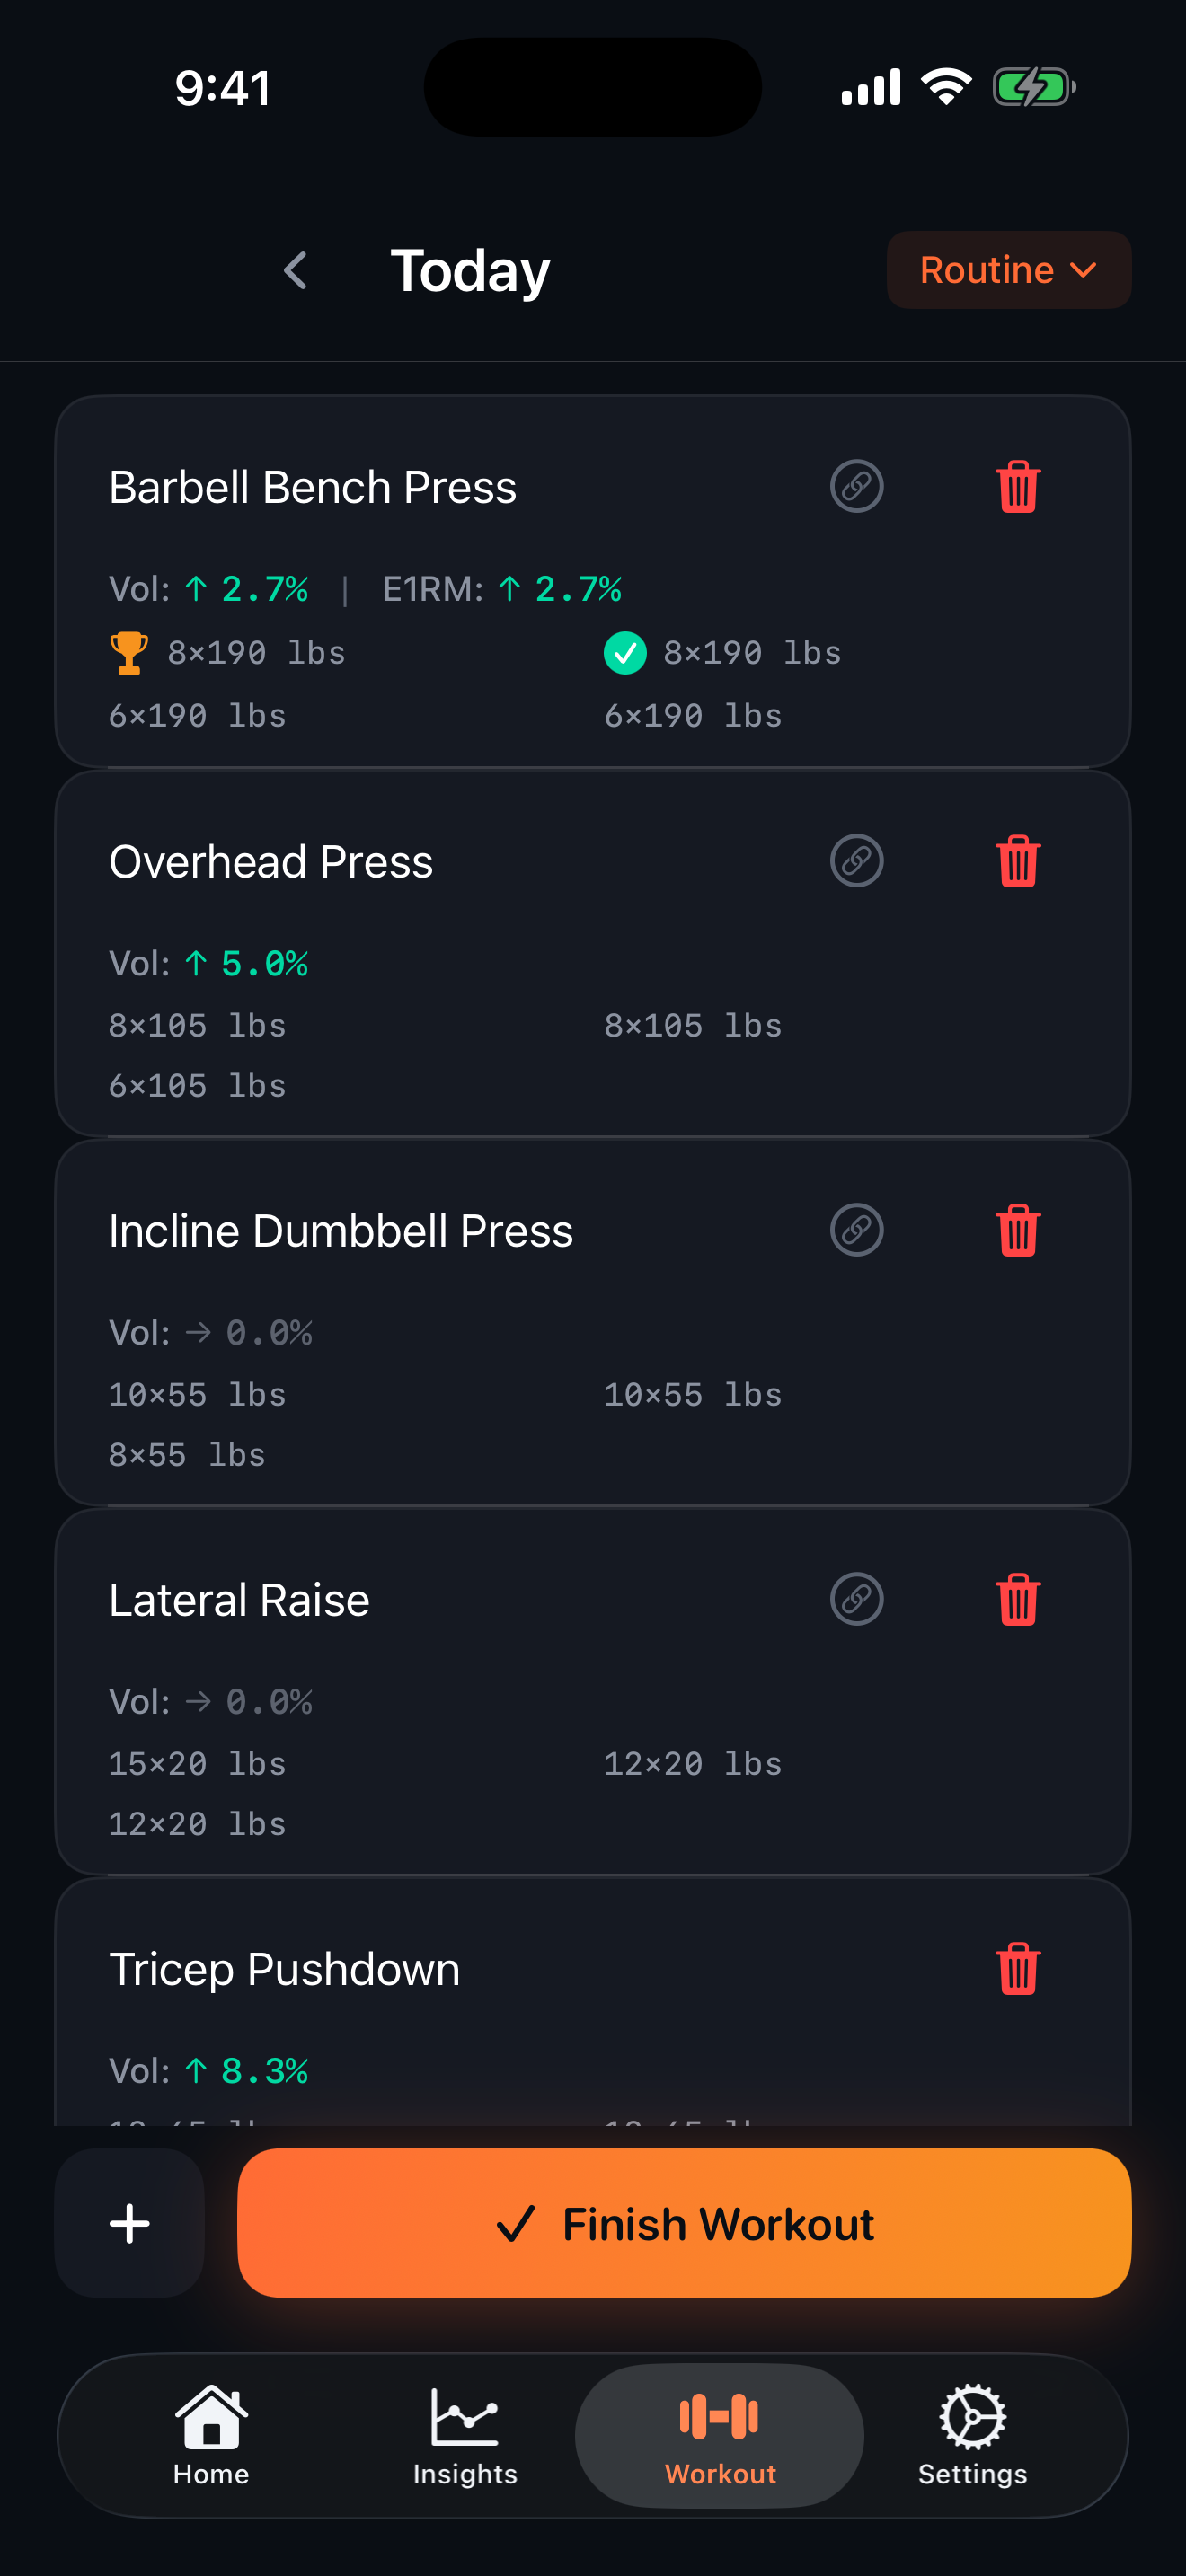 9:41
Today
Routine
Barbell Bench Press
Vol: ↑ 2.7% | E1RM: ↑ 2.7%
8×190 lbs 8×190 lbs
6×190 lbs 6×190 lbs
Overhead Press
Vol: ↑ 5.0%
8×105 lbs 8×105 lbs
6×105 lbs
Incline Dumbbell Press
Vol: → 0.0%
10×55 lbs 10×55 lbs
8×55 lbs
Lateral Raise
Vol: → 0.0%
15×20 lbs 12×20 lbs
12×20 lbs
Tricep Pushdown
Vol: ↑ 8.3%
Finish Workout
Home Insights Workout Settings